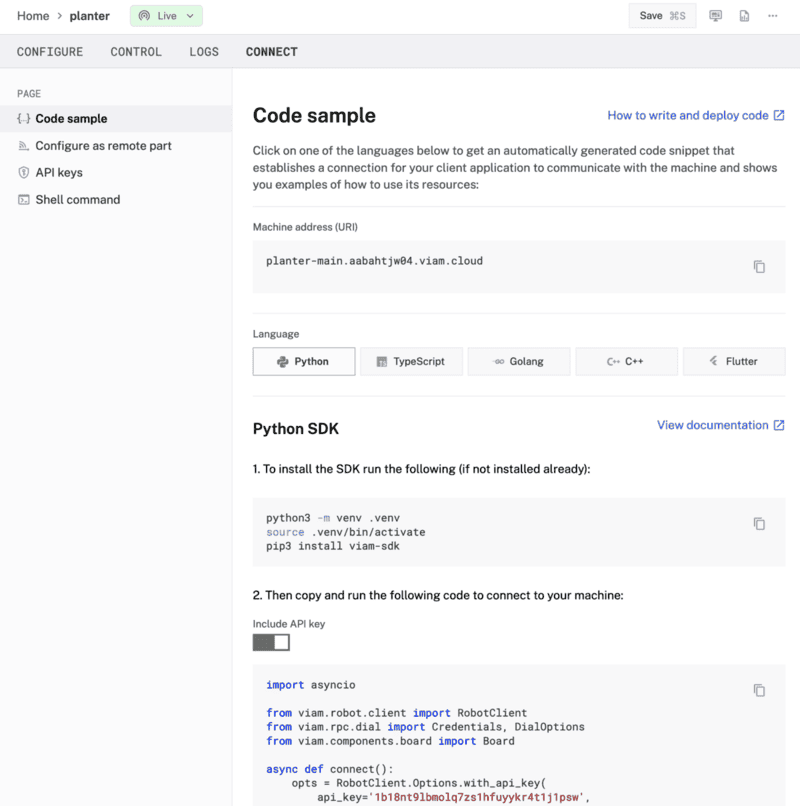 Home > planter
Live
Save ⌘S
CONFIGURE CONTROL LOGS CONNECT
PAGE
{..} Code sample
Configure as remote part
API keys
Shell command
Code sample
How to write and deploy code
Click on one of the languages below to get an automatically generated code snippet that
establishes a connection for your client application to communicate with the machine and shows
you examples of how to use its resources:
Machine address (URI)
planter-main.aabahtjw04.viam.cloud
Language
Python
TypeScript
Golang
C++
Flutter
Python SDK
View documentation
1. To install the SDK run the following (if not installed already):
python3 -m venv .venv
source .venv/bin/activate
pip3 install viam-sdk
2. Then copy and run the following code to connect to your machine:
Include API key
import asyncio
from viam.robot.client import RobotClient
from viam.rpc.dial import Credentials, DialOptions
from viam.components.board import Board
async def connect():
opts = RobotClient.Options.with_api_key(
api_key='1b18nt9lbmolq7zs1hfuyykr4t1j1psw',